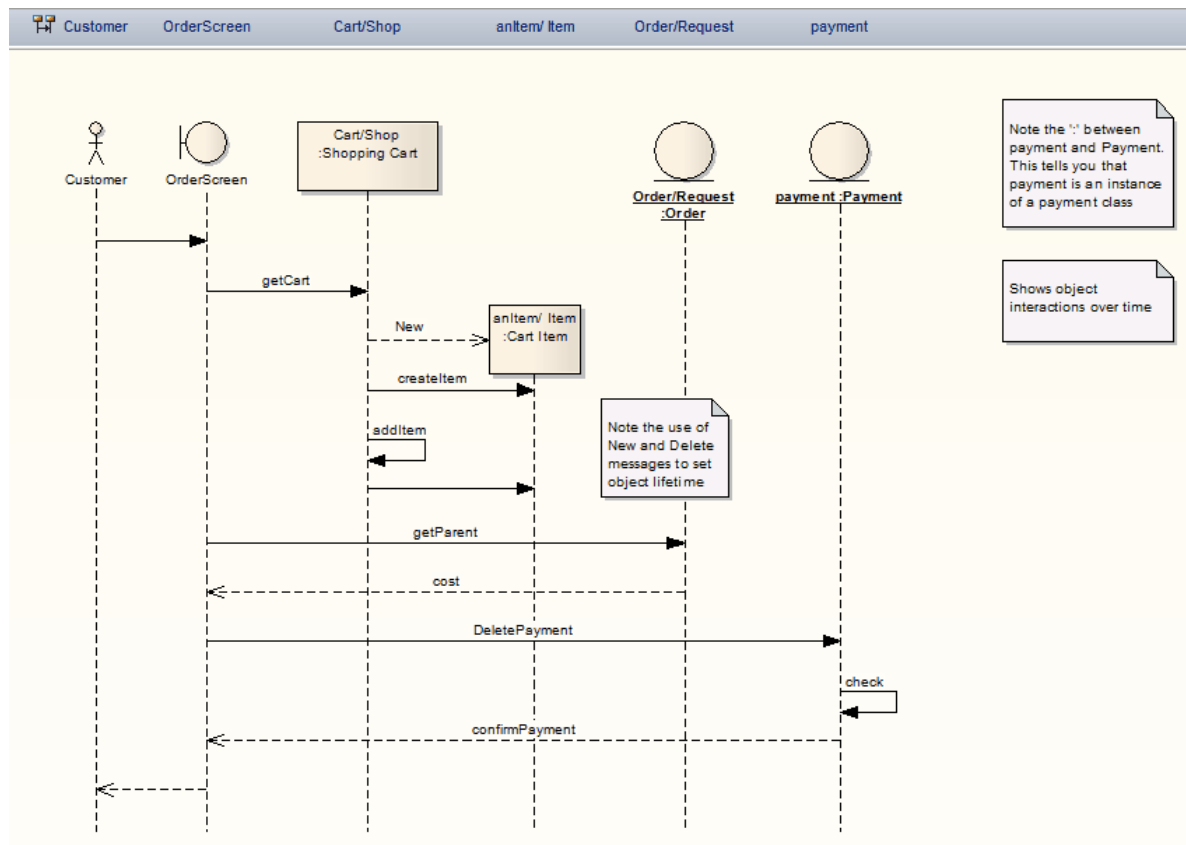 Customer OrderScreen Cart/Shop anItem/ Item Order/Request payment
Customer
OrderScreen
Cart/Shop
:Shopping Cart
Order/Request
:Order
payment :Payment
Note the ':' between
payment and Payment.
This tells you that
payment is an instance
of a payment class
getCart
Shows object
interactions over time
New
anItem/ Item
:Cart Item
createItem
addItem
Note the use of
New and Delete
messages to set
object lifetime
getParent
cost
DeletePayment
check
confirmPayment